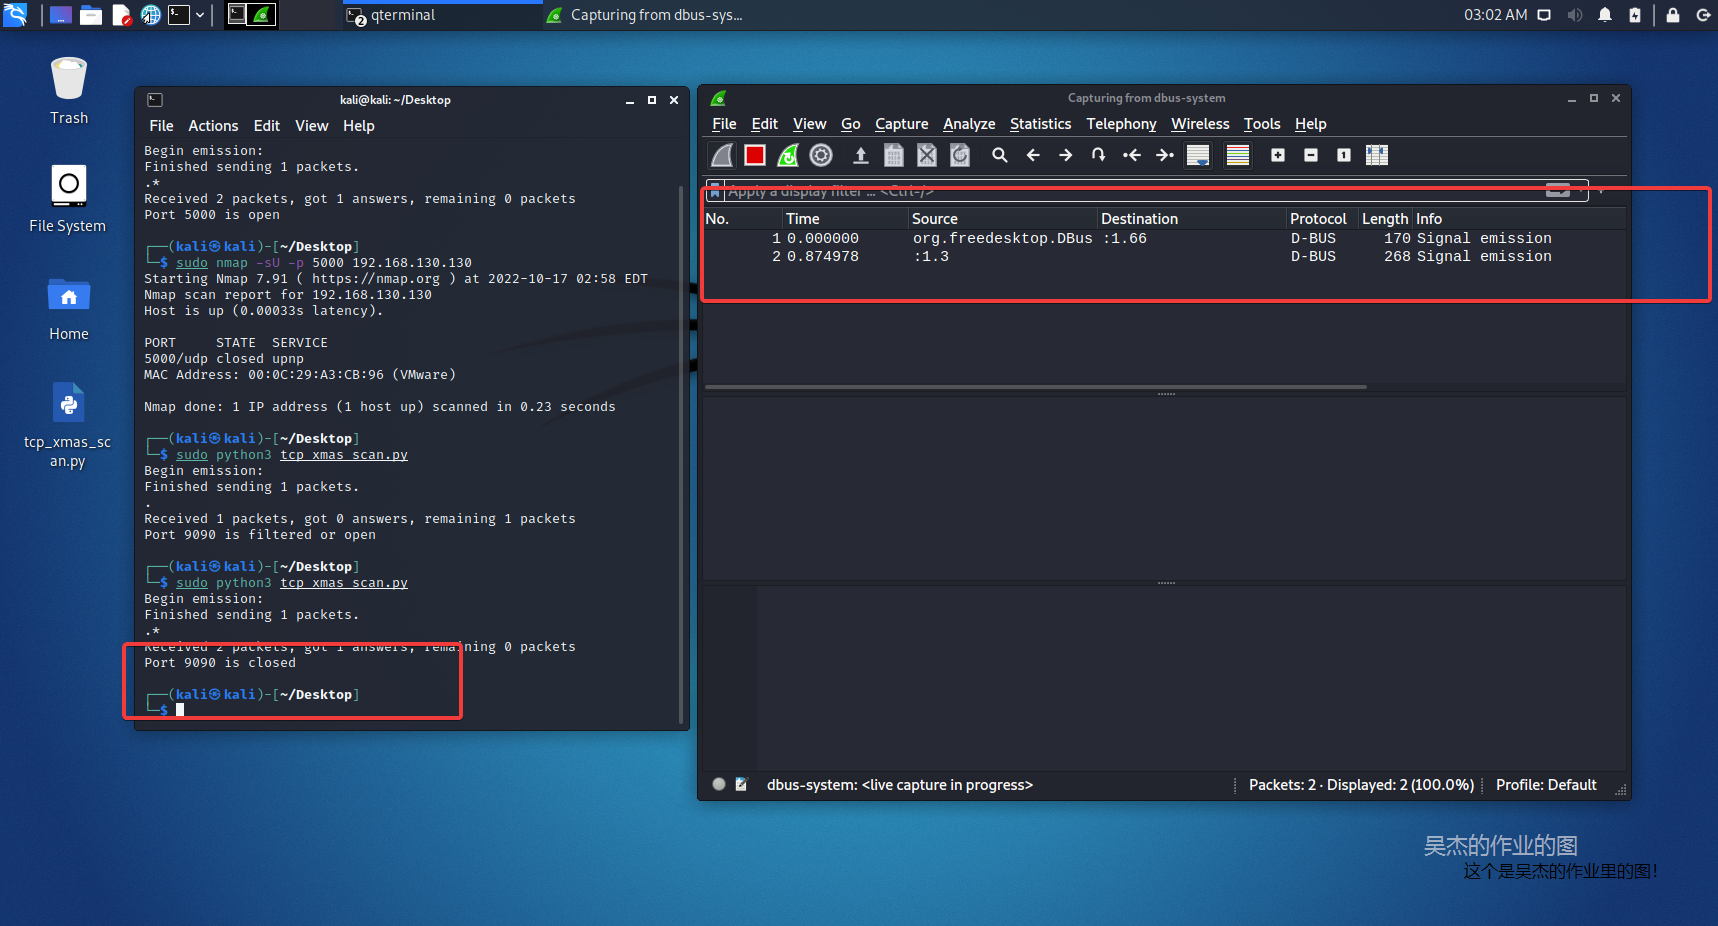 qterminal
2
Capturing from dbus-sys...
03:02 AM
Trash
File System
Home
tcp_xmas_sc
an.py
kali@kali: ~/Desktop
File Actions Edit View Help
Begin emission:
Finished sending 1 packets.
.*
Received 2 packets, got 1 answers, remaining 0 packets
Port 5000 is open
┌──(kali㉿kali)-[~/Desktop]
└─$ sudo nmap -sU -p 5000 192.168.130.130
Starting Nmap 7.91 ( https://nmap.org ) at 2022-10-17 02:58 EDT
Nmap scan report for 192.168.130.130
Host is up (0.00033s latency).
PORT     STATE  SERVICE
5000/udp closed upnp
MAC Address: 00:0C:29:A3:CB:96 (VMware)
Nmap done: 1 IP address (1 host up) scanned in 0.23 seconds
┌──(kali㉿kali)-[~/Desktop]
└─$ sudo python3 tcp_xmas_scan.py
Begin emission:
Finished sending 1 packets.
.
Received 1 packets, got 0 answers, remaining 1 packets
Port 9090 is filtered or open
┌──(kali㉿kali)-[~/Desktop]
└─$ sudo python3 tcp_xmas_scan.py
Begin emission:
Finished sending 1 packets.
.*
Received 2 packets, got 1 answers, remaining 0 packets
Port 9090 is closed
┌──(kali㉿kali)-[~/Desktop]
└─$
Capturing from dbus-system
File Edit View Go Capture Analyze Statistics Telephony Wireless Tools Help
Apply a display filter ... <Ctrl-/>
No. Time Source Destination Protocol Length Info
1 0.000000 org.freedesktop.DBus :1.66 D-BUS 170 Signal emission
2 0.874978 :1.3 D-BUS 268 Signal emission
dbus-system: <live capture in progress>
Packets: 2 · Displayed: 2 (100.0%)
Profile: Default
吴杰的作业的图
这个是吴杰的作业里的图！